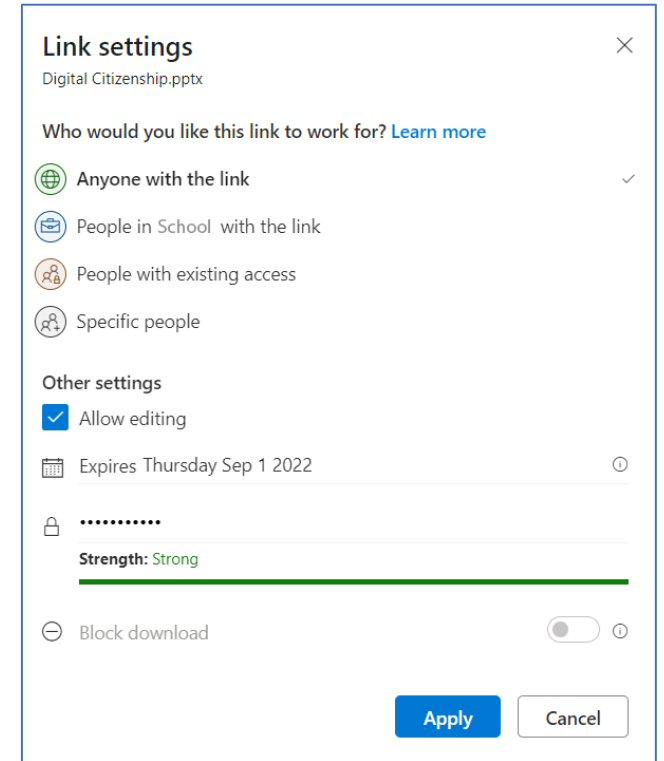 Link settings
Digital Citizenship.pptx
Who would you like this link to work for? Learn more
Anyone with the link
People in School with the link
People with existing access
Specific people
Other settings
Allow editing
Expires Thursday Sep 1 2022
•••••••••••
Strength: Strong
Block download
Apply Cancel